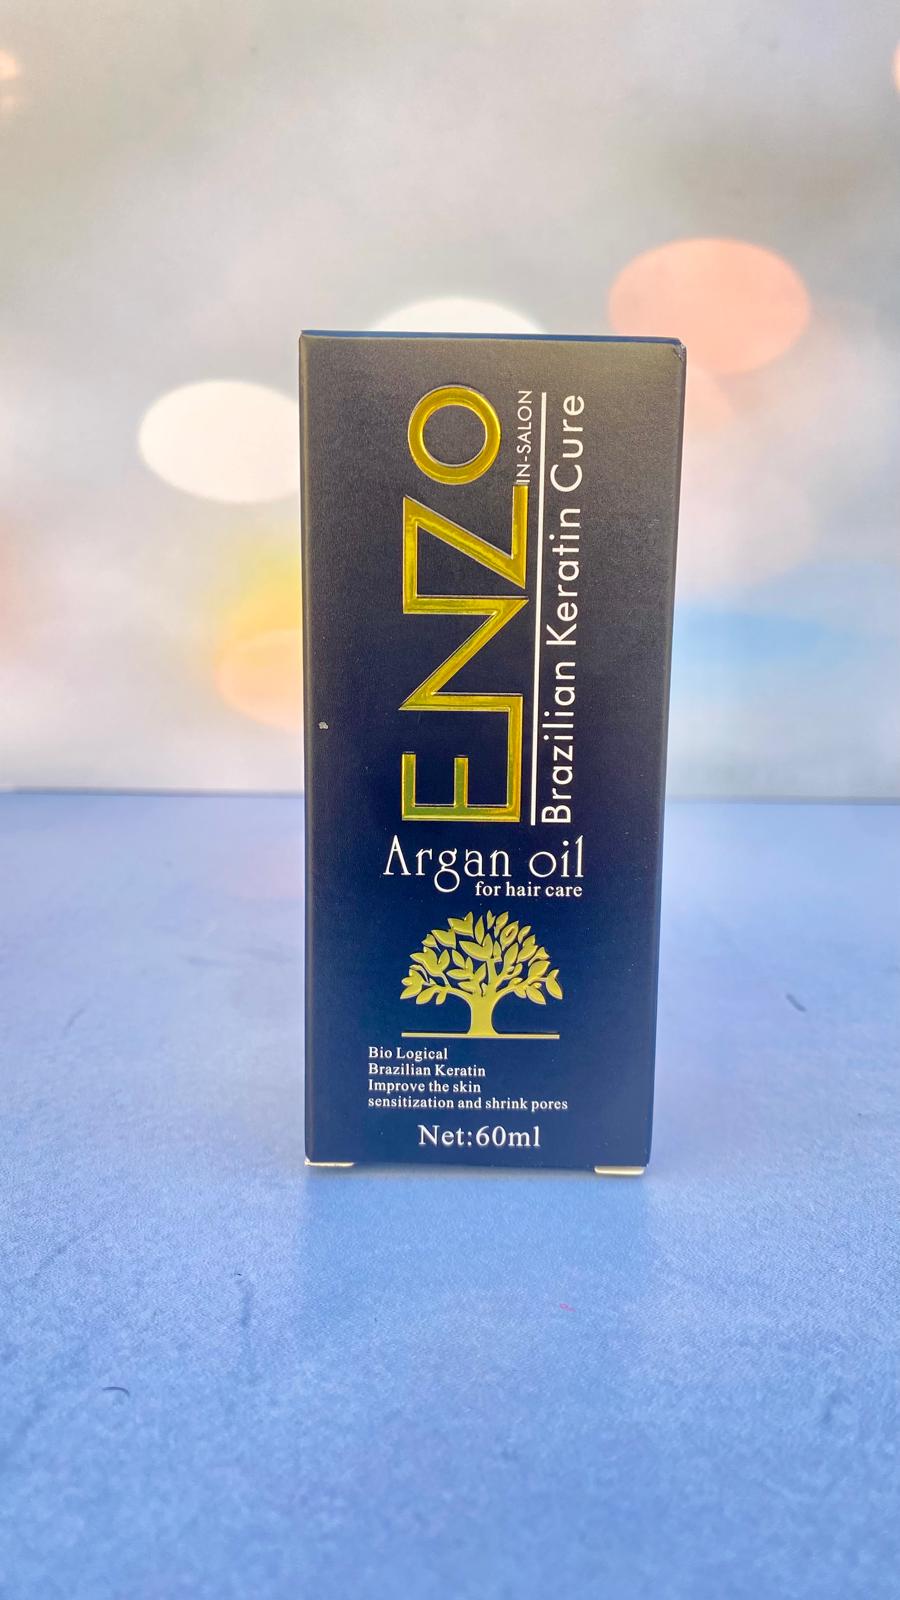 ENZO
IN-SALON
Brazilian Keratin Cure
Argan oil
for hair care
Bio Logical
Brazilian Keratin
Improve the skin
sensitization and shrink pores
Net:60ml